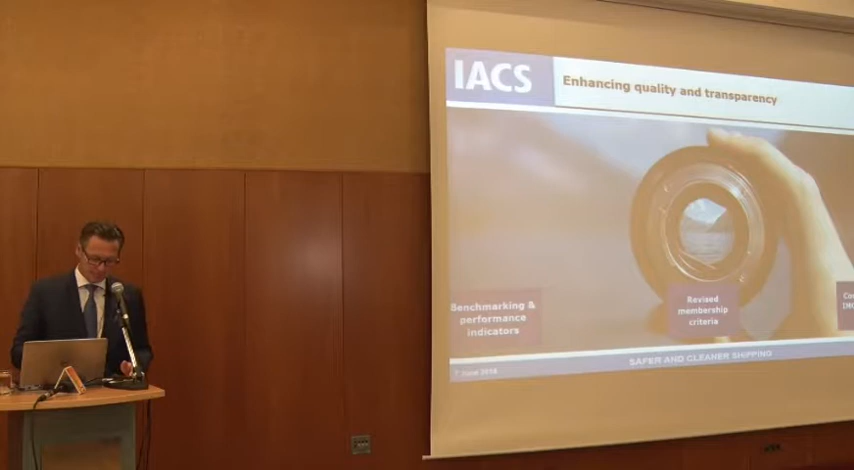 IACS
Enhancing quality and transparency
Benchmarking &
performance
indicators
Revised
membership
criteria
SAFER AND CLEANER SHIPPING